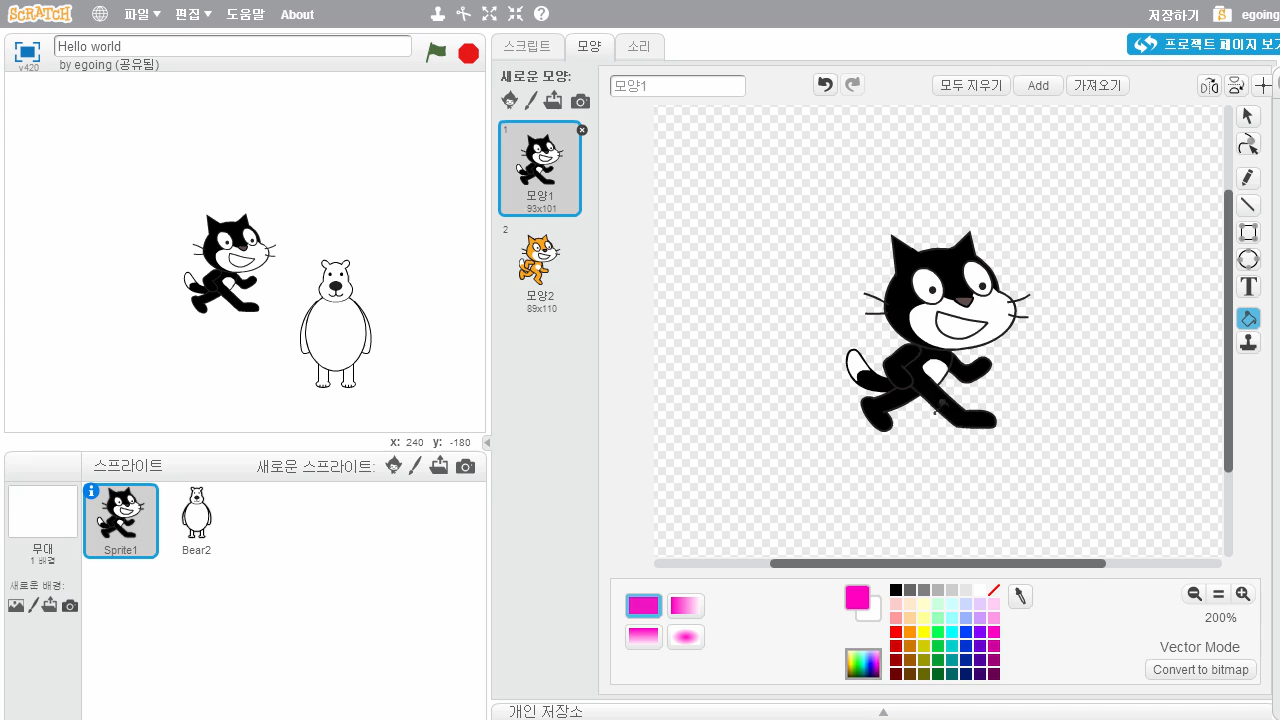 SCRATCH 파일 편집 도움말 About 저장하기 egoing
v420 Hello world
by egoing (공유됨)
스크립트 모양 소리 프로젝트 페이지 보기
새로운 모양:
모양1 모두 지우기 Add 가져오기
1
모양1
93x101
2
모양2
89x110
T
x: 240 y: -180
스프라이트 새로운 스프라이트:
무대
1 배경
Sprite1 Bear2
새로운 배경:
200%
Vector Mode
Convert to bitmap
개인 저장소